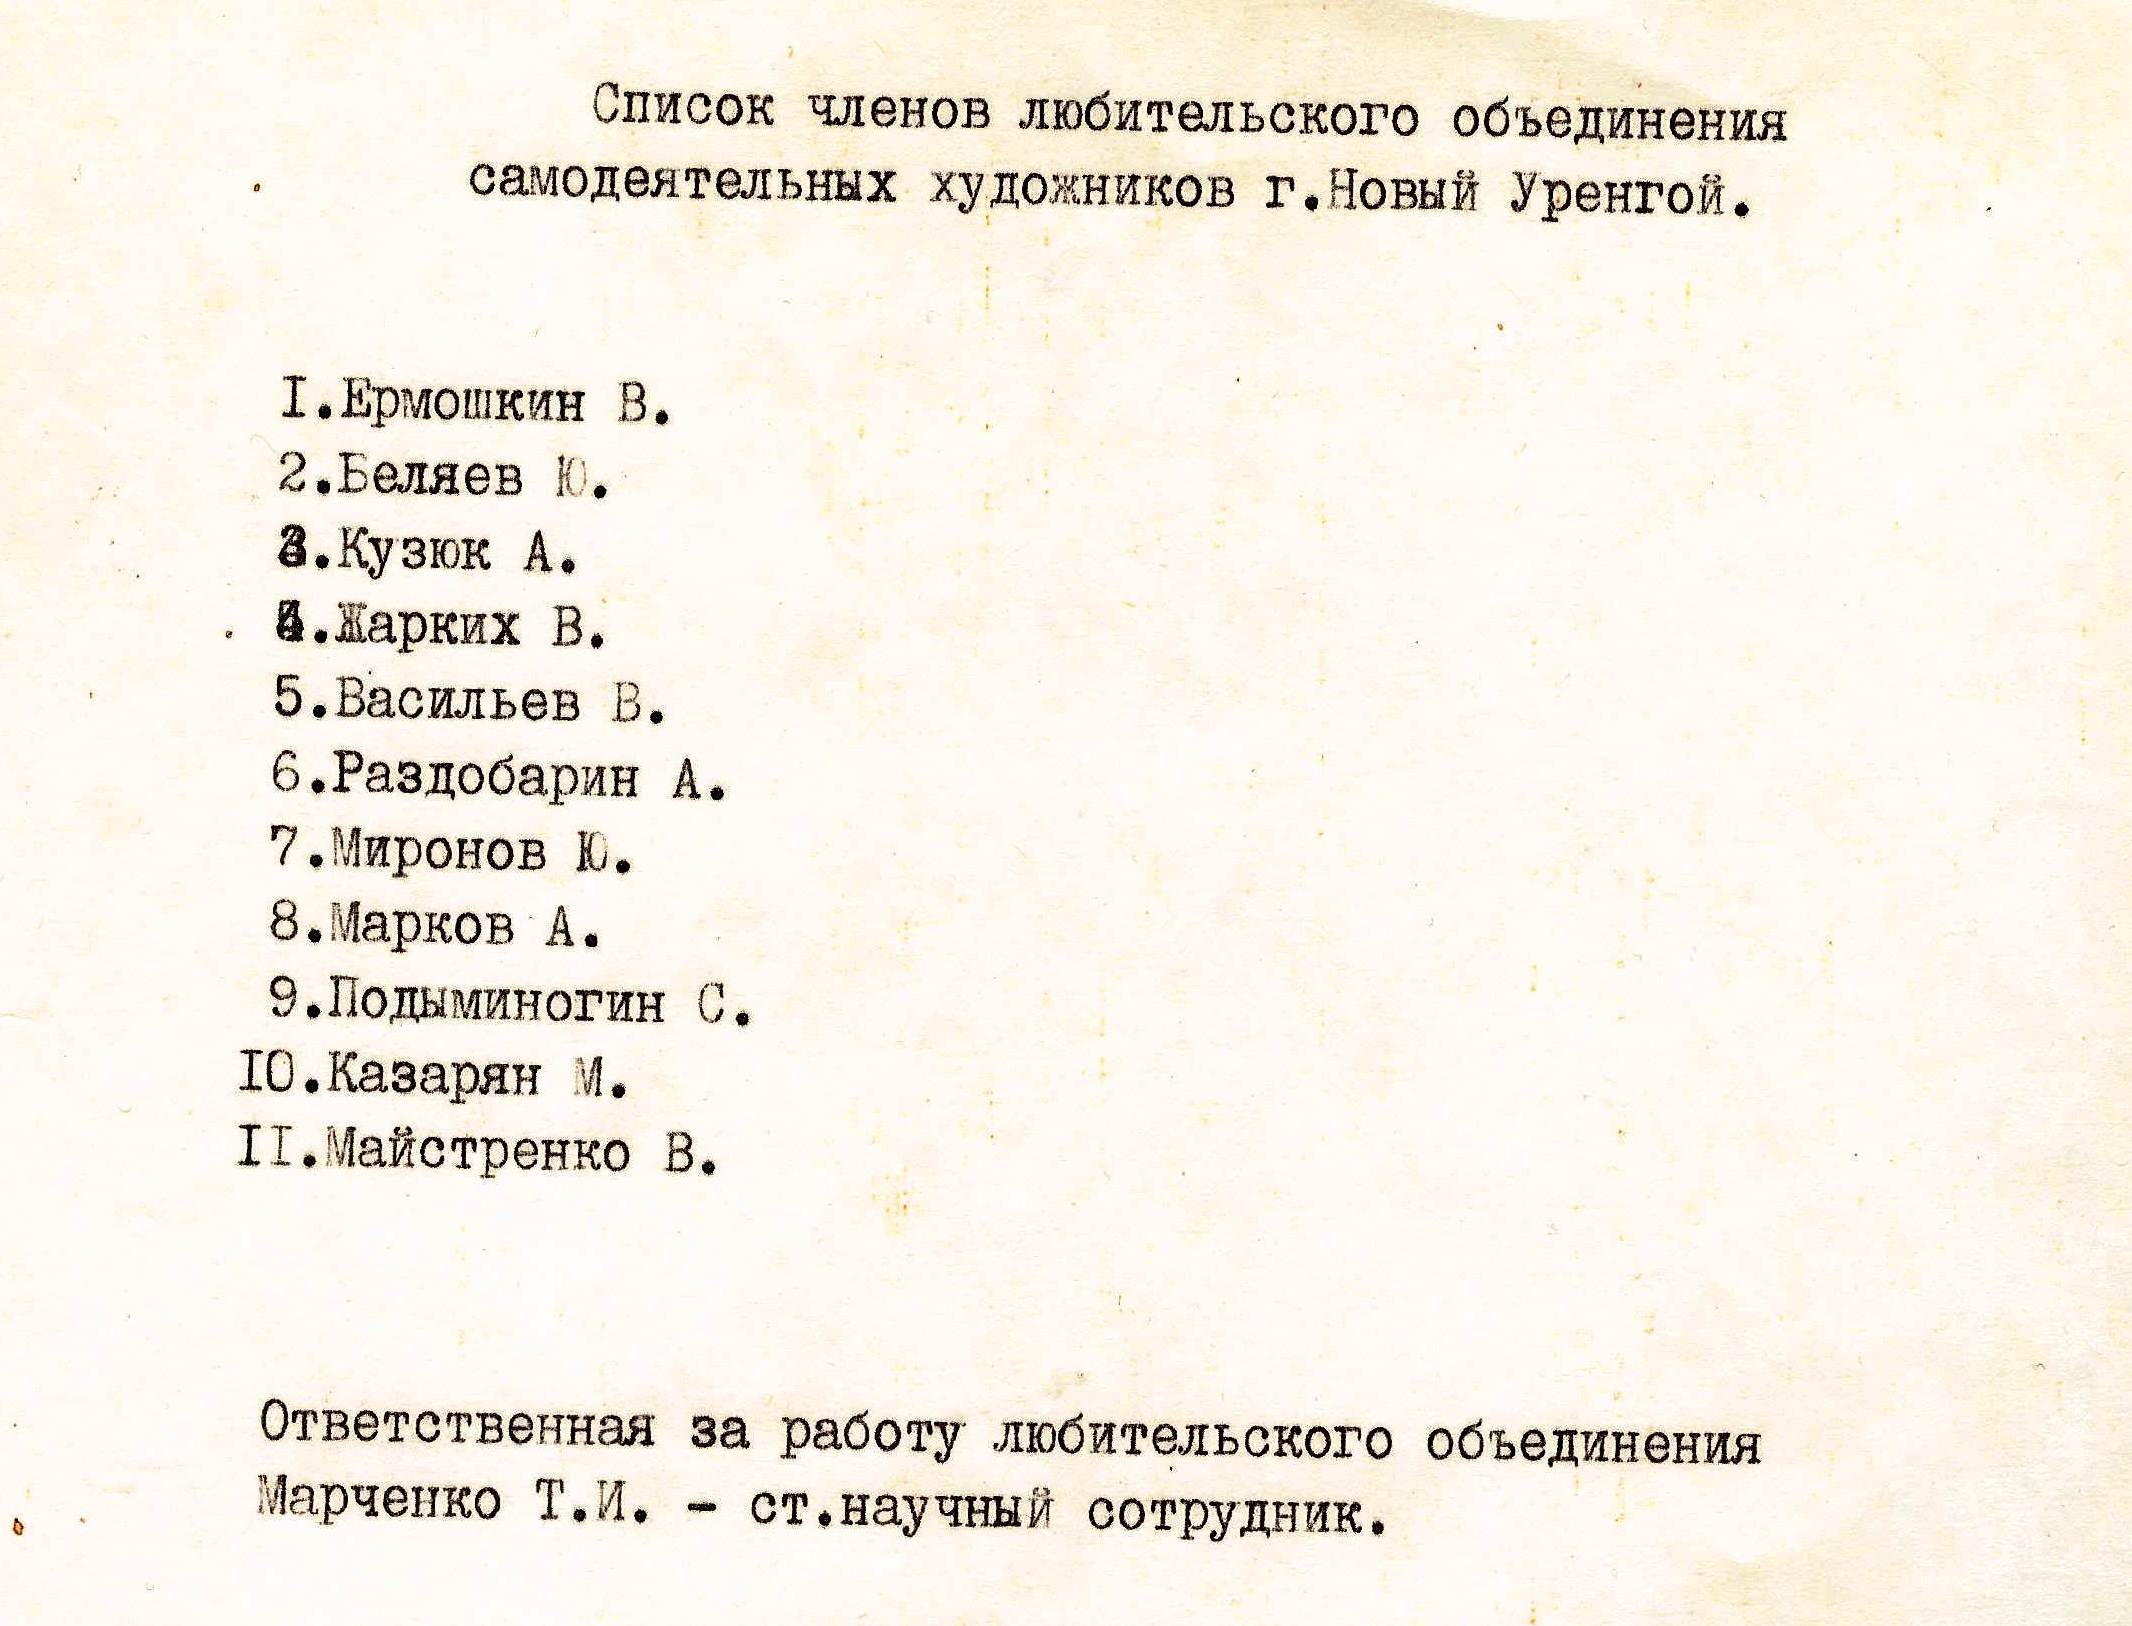 Список членов любительского объединения
самодеятельных художников г.Новый Уренгой.
I.Ермошкин В.
2.Беляев Ю.
3.Кузюк А.
4.Жарких В.
5.Васильев В.
6.Раздобарин А.
7.Миронов Ю.
8.Марков А.
9.Подыминогин С.
IO.Казарян М.
II.Майстренко В.
Ответственная за работу любительского объединения
Марченко Т.И. - ст.научный сотрудник.